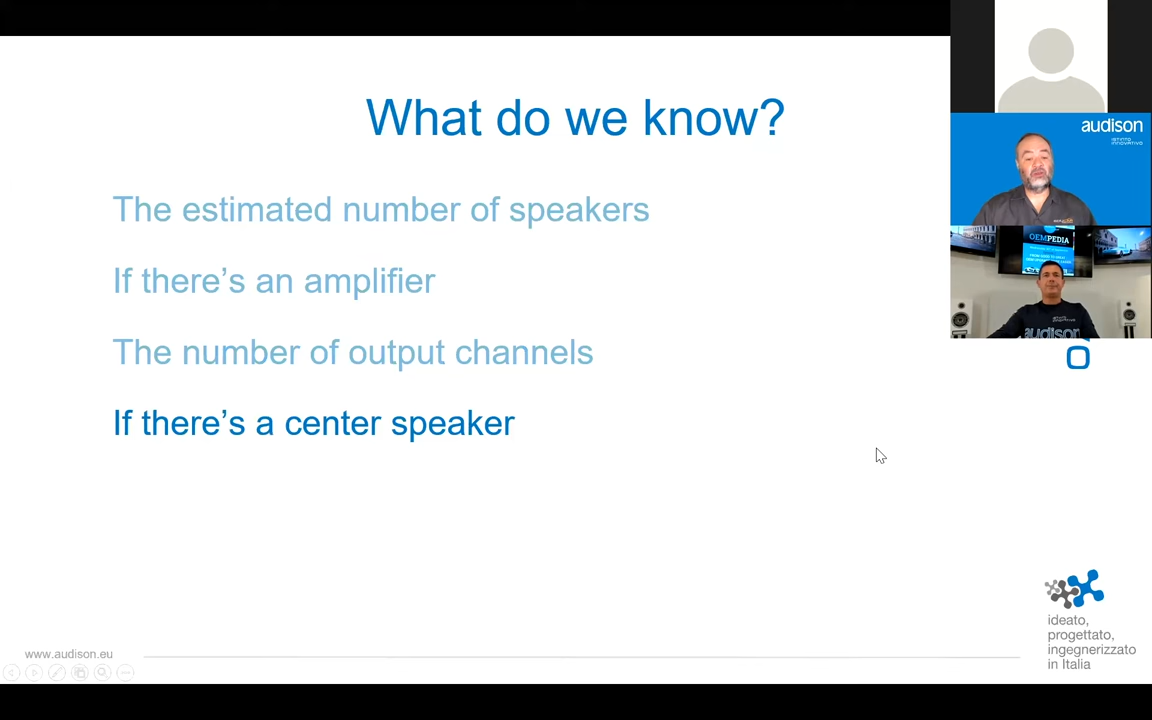 What do we know?
The estimated number of speakers
If there's an amplifier
The number of output channels
If there's a center speaker
audison
OEMPEDIA
audison
www.audison.eu
ideato,
progettato,
ingegnerizzato
in Italia